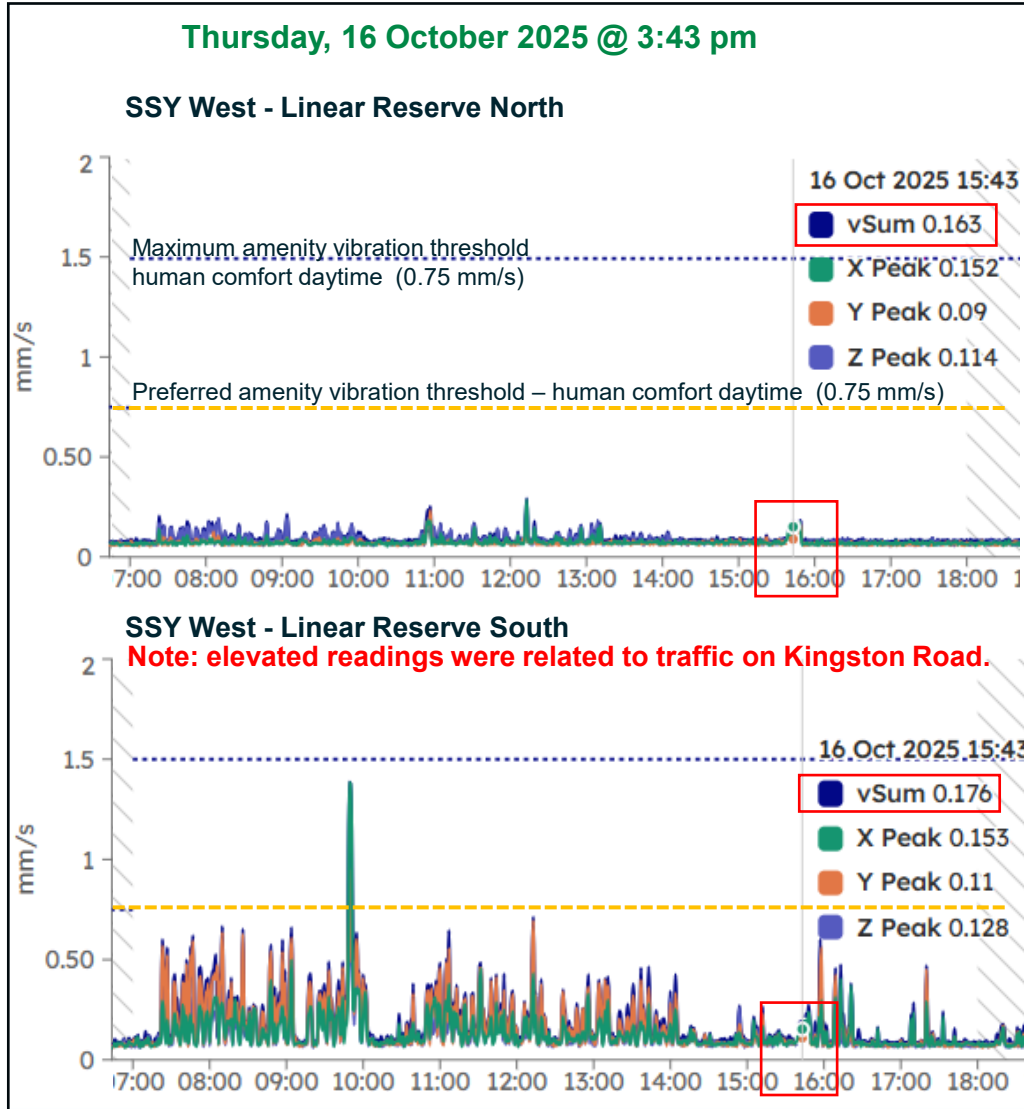 Thursday, 16 October 2025 @ 3:43 pm
SSY West - Linear Reserve North
2
16 Oct 2025 15:43
vSum 0.163
Maximum amenity vibration threshold
1.5
human comfort daytime (0.75 mm/s)
X Peak 0.152
Y Peak 0.09
mm/s
1
Z Peak 0.114
Preferred amenity vibration threshold – human comfort daytime (0.75 mm/s)
0.50
0
7:00 08:00 09:00 10:00 11:00 12:00 13:00 14:00 15:00 16:00 17:00 18:00 1
SSY West - Linear Reserve South
Note: elevated readings were related to traffic on Kingston Road.
2
16 Oct 2025 15:43
1.5
vSum 0.176
X Peak 0.153
mm/s
1
Y Peak 0.11
Z Peak 0.128
0.50
0
07:00 08:00 09:00 10:00 11:00 12:00 13:00 14:00 15:00 16:00 17:00 18:00